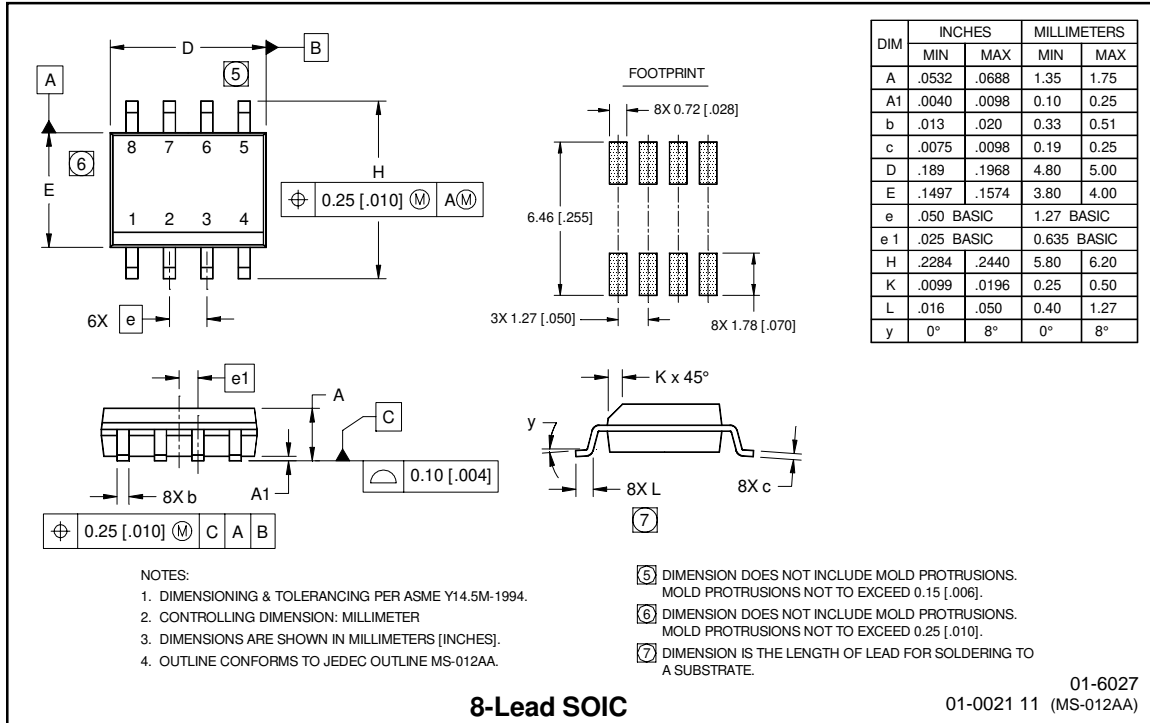 D
B
5
A
8 7 6 5
6
E
H
⌖ 0.25 [.010] Ⓜ AⓂ
1 2 3 4
6X e
FOOTPRINT
8X 0.72 [.028]
6.46 [.255]
3X 1.27 [.050]
8X 1.78 [.070]
DIM INCHES MILLIMETERS
MIN MAX MIN MAX
A .0532 .0688 1.35 1.75
A1 .0040 .0098 0.10 0.25
b .013 .020 0.33 0.51
c .0075 .0098 0.19 0.25
D .189 .1968 4.80 5.00
E .1497 .1574 3.80 4.00
e .050 BASIC 1.27 BASIC
e 1 .025 BASIC 0.635 BASIC
H .2284 .2440 5.80 6.20
K .0099 .0196 0.25 0.50
L .016 .050 0.40 1.27
y 0° 8° 0° 8°
e1
A
C
⌓ 0.10 [.004]
8X b
A1
⌖ 0.25 [.010] Ⓜ C A B
K x 45°
y
8X L
8X c
7
NOTES:
1. DIMENSIONING & TOLERANCING PER ASME Y14.5M-1994.
2. CONTROLLING DIMENSION: MILLIMETER
3. DIMENSIONS ARE SHOWN IN MILLIMETERS [INCHES].
4. OUTLINE CONFORMS TO JEDEC OUTLINE MS-012AA.
5 DIMENSION DOES NOT INCLUDE MOLD PROTRUSIONS.
MOLD PROTRUSIONS NOT TO EXCEED 0.15 [.006].
6 DIMENSION DOES NOT INCLUDE MOLD PROTRUSIONS.
MOLD PROTRUSIONS NOT TO EXCEED 0.25 [.010].
7 DIMENSION IS THE LENGTH OF LEAD FOR SOLDERING TO
A SUBSTRATE.
8-Lead SOIC
01-6027
01-0021 11 (MS-012AA)